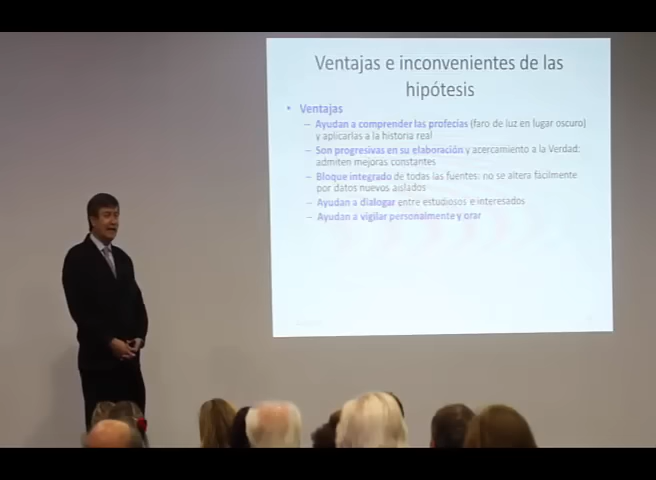 Ventajas e inconvenientes de las
hipótesis
• Ventajas
– Ayudan a comprender las profecías (faro de luz en lugar oscuro)
y aplicarlas a la historia real
– Son progresivas en su elaboración y acercamiento a la Verdad:
admiten mejoras constantes
– Bloque integrado de todas las fuentes: no se altera fácilmente
por datos nuevos aislados
– Ayudan a dialogar entre estudiosos e interesados
– Ayudan a vigilar personalmente y orar